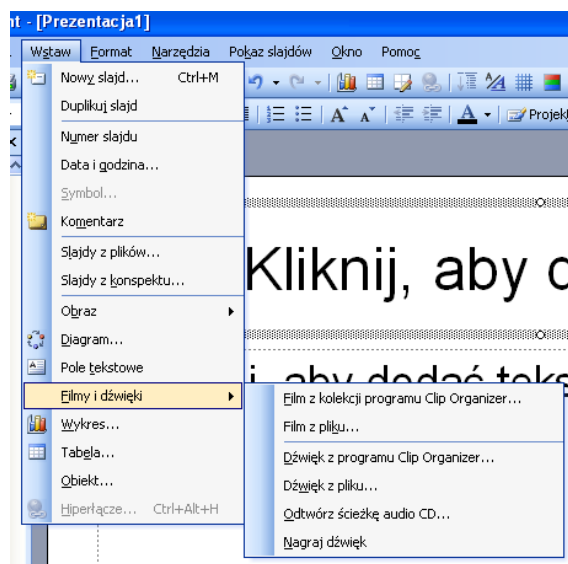 nt - [Prezentacja1]
Wstaw Format Narzędzia Pokaz slajdów Okno Pomoc
Nowy slajd... Ctrl+M
Duplikuj slajd
Numer slajdu
Data i godzina...
Symbol...
Komentarz
Slajdy z plików...
Slajdy z konspektu...
Obraz
Diagram...
Pole tekstowe
Filmy i dźwięki
Wykres...
Tabela...
Obiekt...
Hiperłącze... Ctrl+Alt+H
A A A Projek
Kliknij, aby d
j, aby dodać teks
Film z kolekcji programu Clip Organizer...
Film z pliku...
Dźwięk z programu Clip Organizer...
Dźwięk z pliku...
Odtwórz ścieżkę audio CD...
Nagraj dźwięk